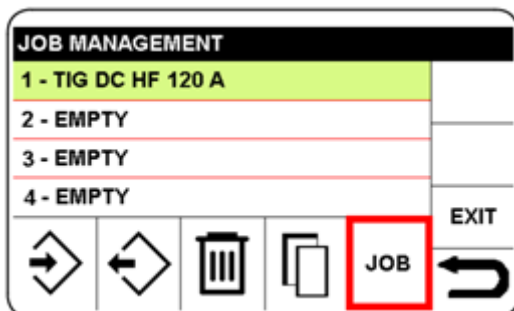 JOB MANAGEMENT
1 - TIG DC HF 120 A
2 - EMPTY
3 - EMPTY
4 - EMPTY
EXIT
JOB